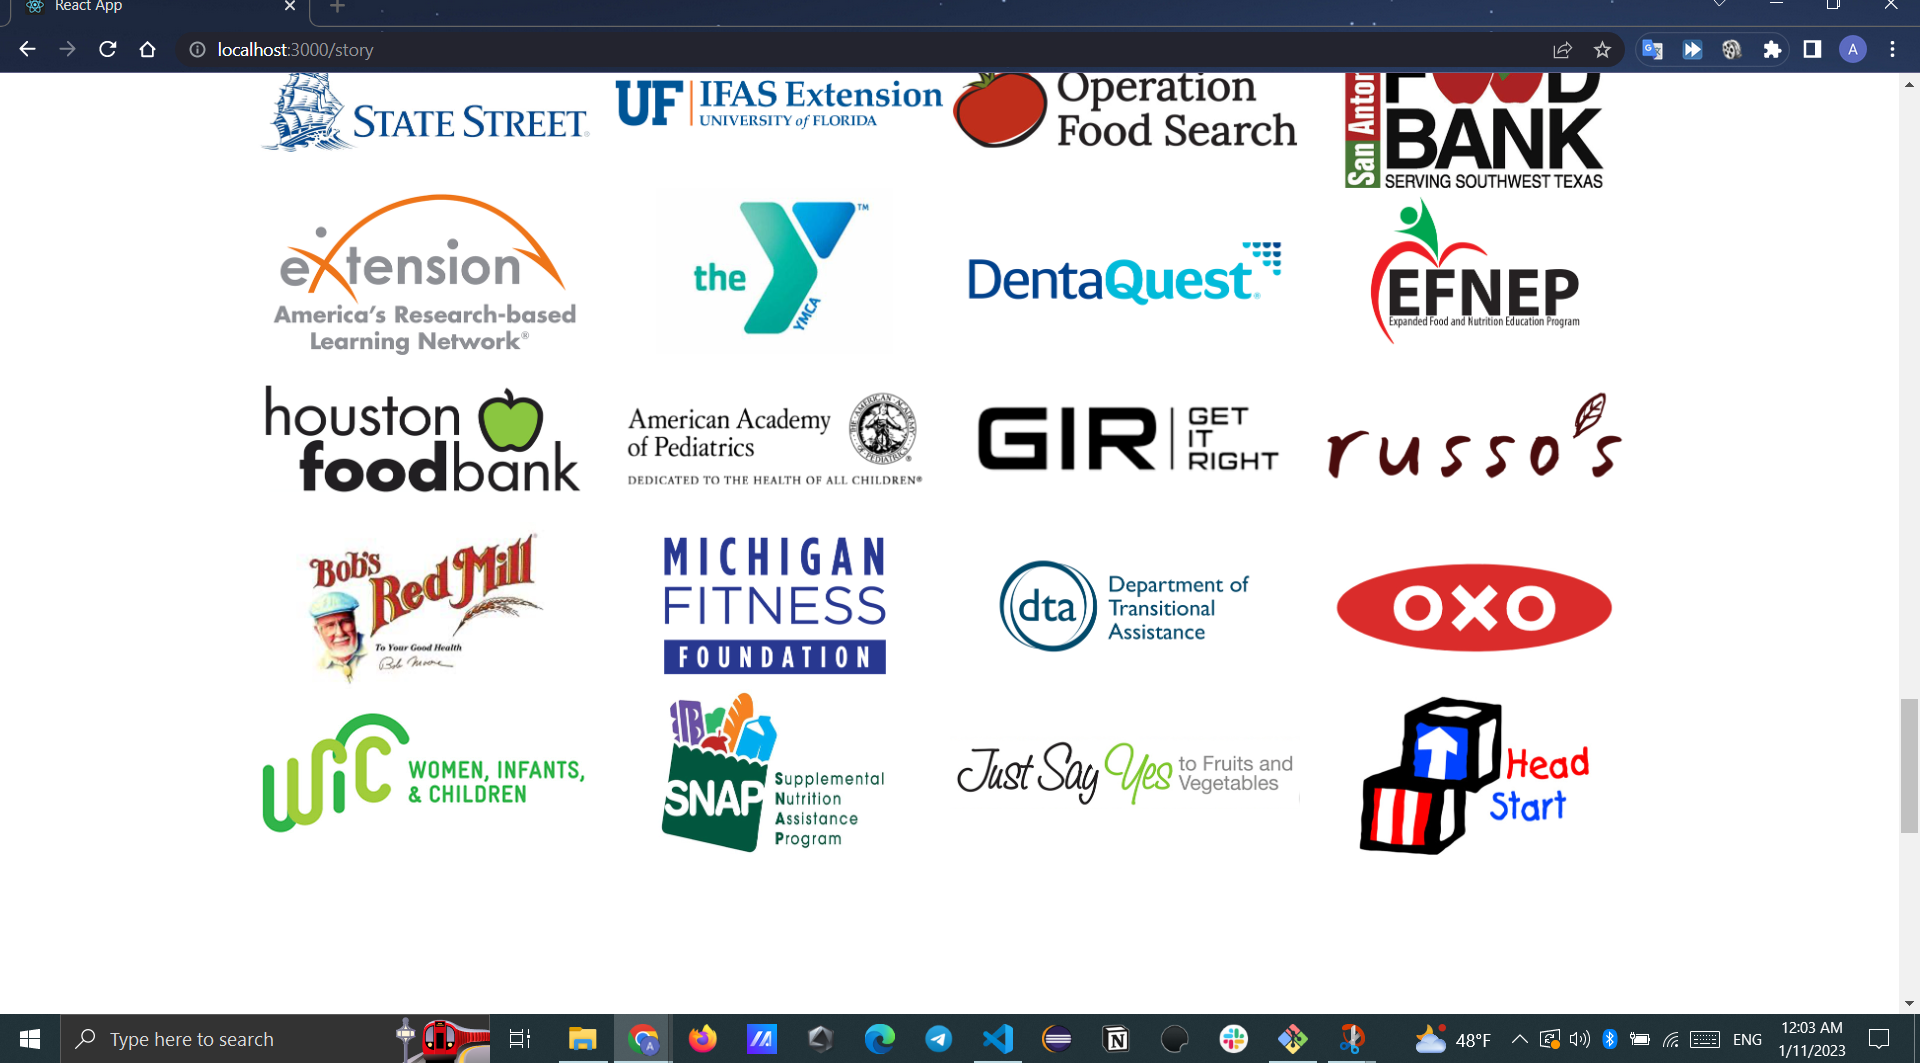 React App
localhost:3000/story
A
STATE STREET®
UF IFAS Extension
UNIVERSITY of FLORIDA
Operation
Food Search
San Anton
FOOD
BANK
SERVING SOUTHWEST TEXAS
eXtension
America's Research-based
Learning Network®
the
YMCA
TM
DentaQuest®
EFNEP
Expanded Food and Nutrition Education Program
houston
foodbank
American Academy
of Pediatrics
DEDICATED TO THE HEALTH OF ALL CHILDREN®
GIR
GET
IT
RIGHT
russo's
Bob's
Red Mill
To Your Good Health
Bob Moore
MICHIGAN
FITNESS
FOUNDATION
dta
Department of
Transitional
Assistance
OXO
WiC
WOMEN, INFANTS,
& CHILDREN
SNAP
Supplemental
Nutrition
Assistance
Program
Just Say Yes
to Fruits and
Vegetables
Head
Start
Type here to search
48°F
ENG
12:03 AM
1/11/2023